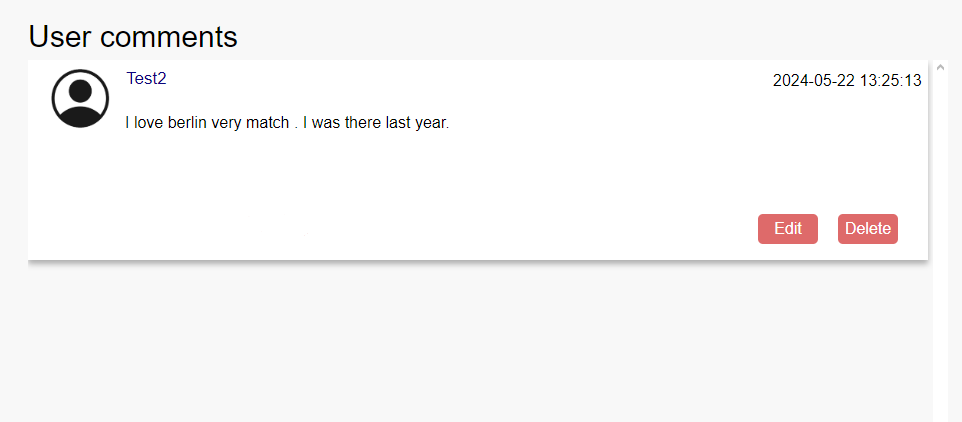 User comments
Test2
2024-05-22 13:25:13
I love berlin very match . I was there last year.
Edit
Delete